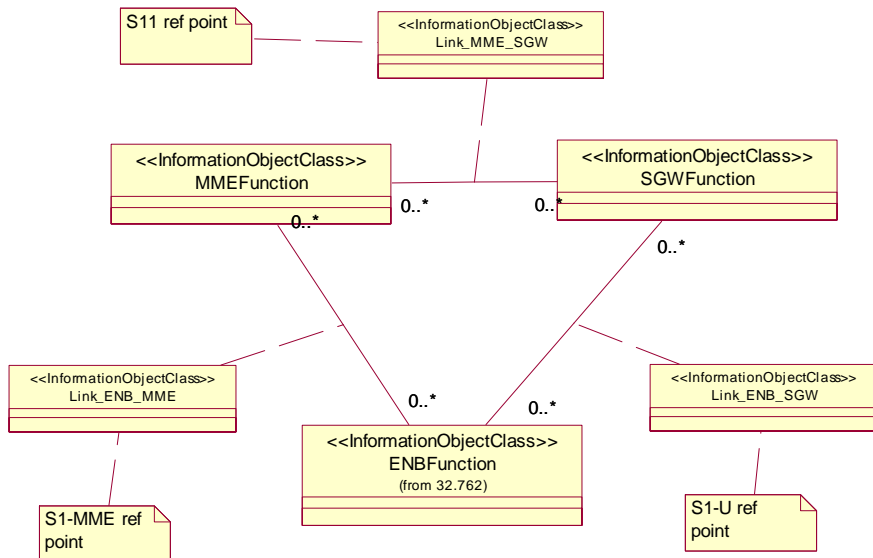 S11 ref point
<<InformationObjectClass>>
Link_MME_SGW
<<InformationObjectClass>>
MMEFunction
<<InformationObjectClass>>
SGWFunction
0..*
0..*
0..*
0..*
<<InformationObjectClass>>
Link_ENB_MME
<<InformationObjectClass>>
Link_ENB_SGW
0..*
0..*
<<InformationObjectClass>>
ENBFunction
(from 32.762)
S1-MME ref
point
S1-U ref
point